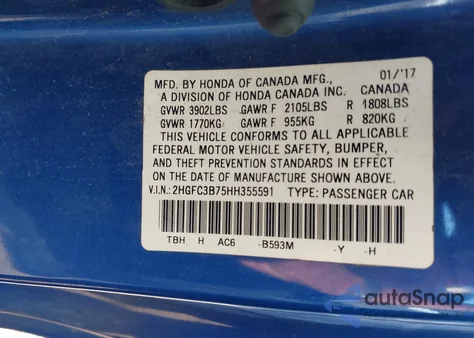 MFD. BY HONDA OF CANADA MFG., 01/'17
A DIVISION OF HONDA CANADA INC. CANADA
GVWR 3902LBS GAWR F 2105LBS R 1808LBS
GVWR 1770KG GAWR F 955KG R 820KG
THIS VEHICLE CONFORMS TO ALL APPLICABLE
FEDERAL MOTOR VEHICLE SAFETY, BUMPER,
AND THEFT PREVENTION STANDARDS IN EFFECT
ON THE DATE OF MANUFACTURE SHOWN ABOVE.
V.I.N.: 2HGFC3B75HH355591 TYPE: PASSENGER CAR
TBH H AC6 -B593M -Y -H
autoSnap